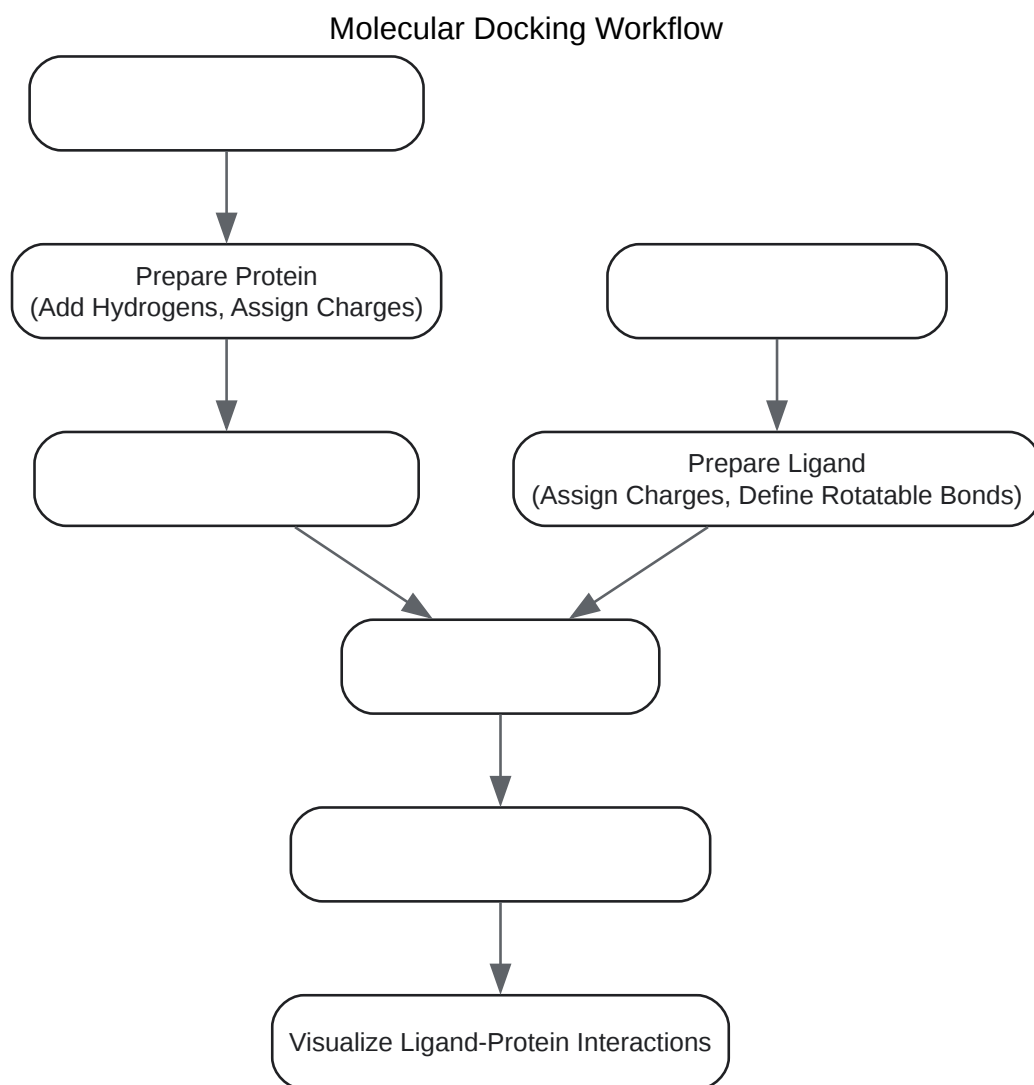 Molecular Docking Workflow
Prepare Protein
(Add Hydrogens, Assign Charges)
Prepare Ligand
(Assign Charges, Define Rotatable Bonds)
Visualize Ligand-Protein Interactions